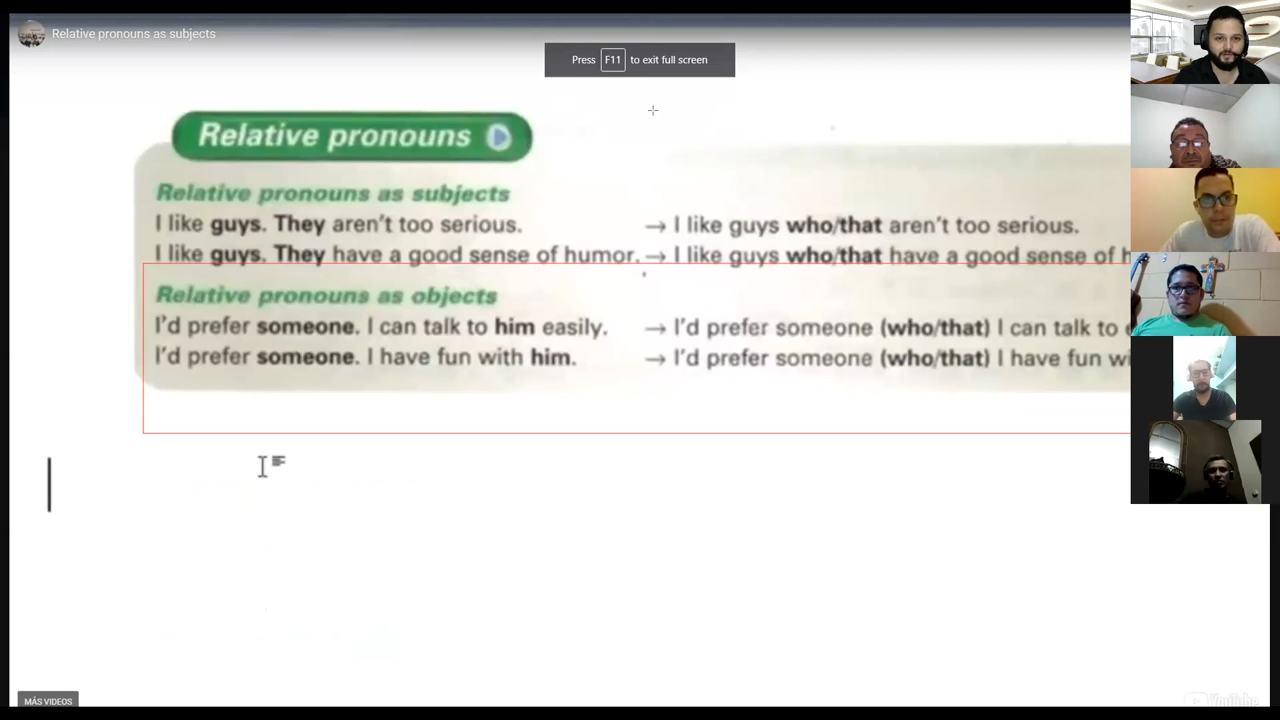 Relative pronouns as subjects
Press F11 to exit full screen
Relative pronouns
Relative pronouns as subjects
I like guys. They aren't too serious. → I like guys who/that aren't too serious.
I like guys. They have a good sense of humor. → I like guys who/that have a good sense of h
Relative pronouns as objects
I'd prefer someone. I can talk to him easily. → I'd prefer someone (who/that) I can talk to e
I'd prefer someone. I have fun with him. → I'd prefer someone (who/that) I have fun wi
MÁS VIDEOS
YouTube